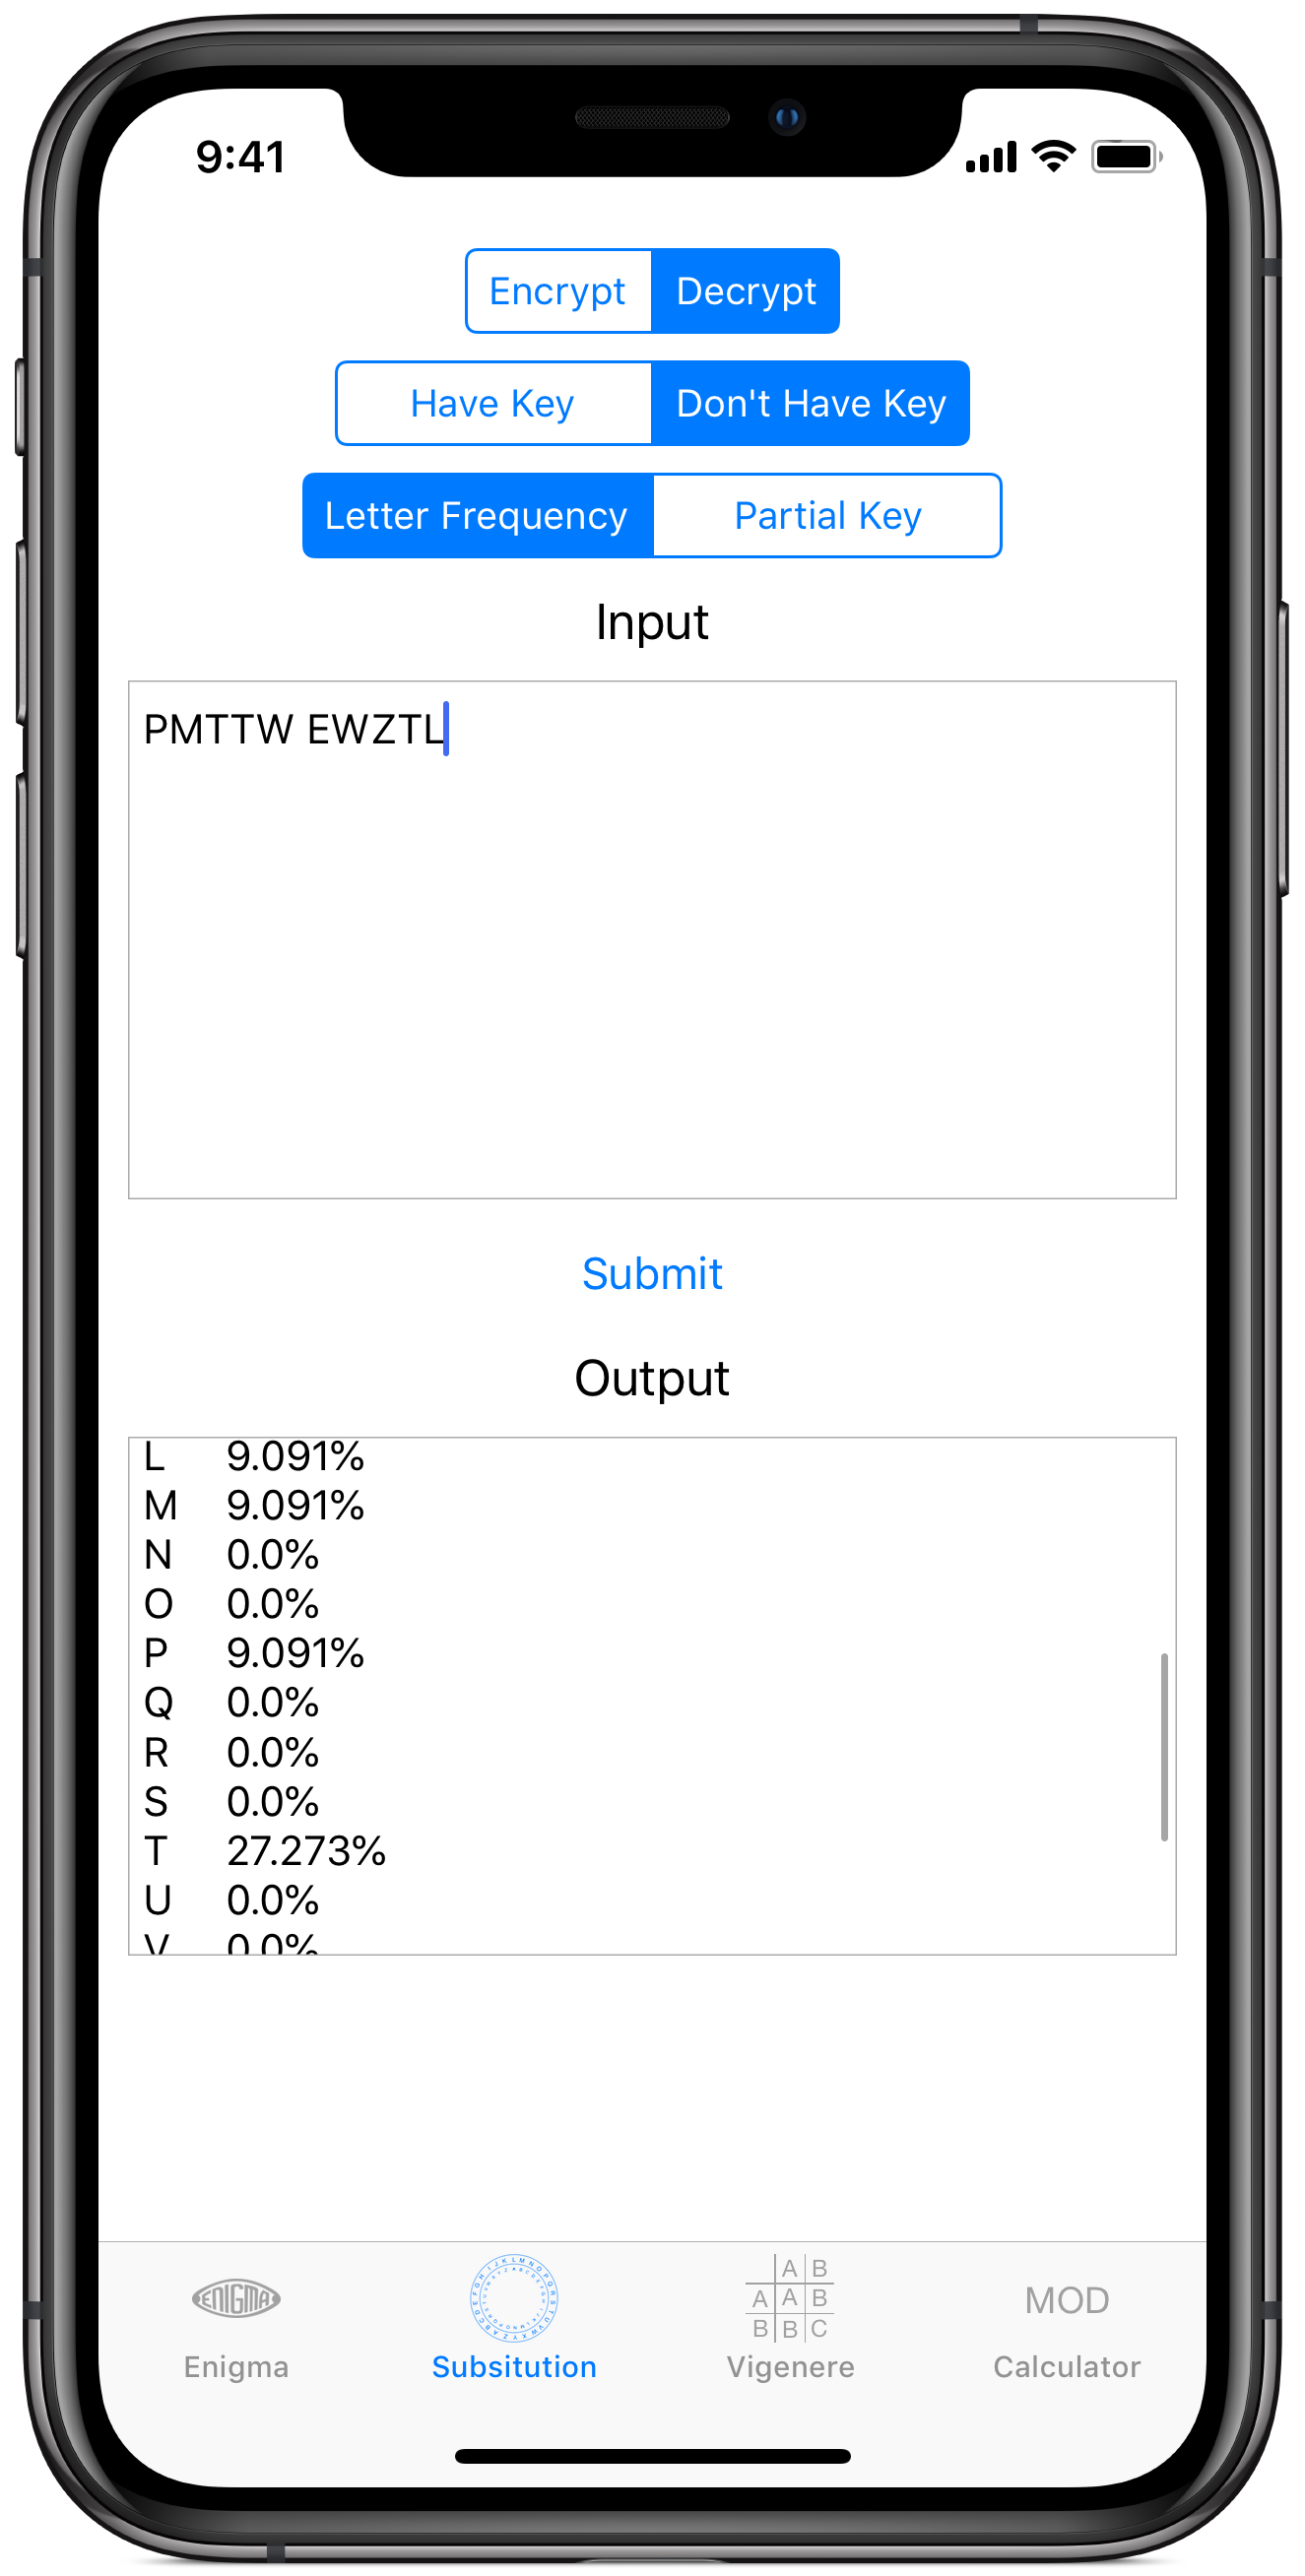 9:41
Encrypt Decrypt
Have Key Don't Have Key
Letter Frequency Partial Key
Input
PMTTW EWZTL
Submit
Output
L 9.091%
M 9.091%
N 0.0%
O 0.0%
P 9.091%
Q 0.0%
R 0.0%
S 0.0%
T 27.273%
U 0.0%
V 0.0%
ENIGMA
A B
A A B
B B C
MOD
Enigma Subsitution Vigenere Calculator